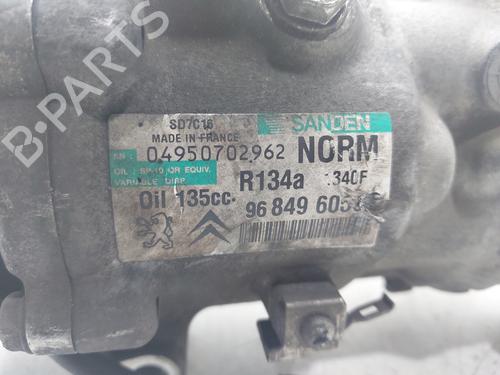 B-Parts
SD7C16
MADE IN FRANCE
SANDEN
SN: 04950702962
NORM
OIL: SP-10 OR EQUIV.
VARIABLE DISP.
R134a
Oil 135cc.
96 849 605